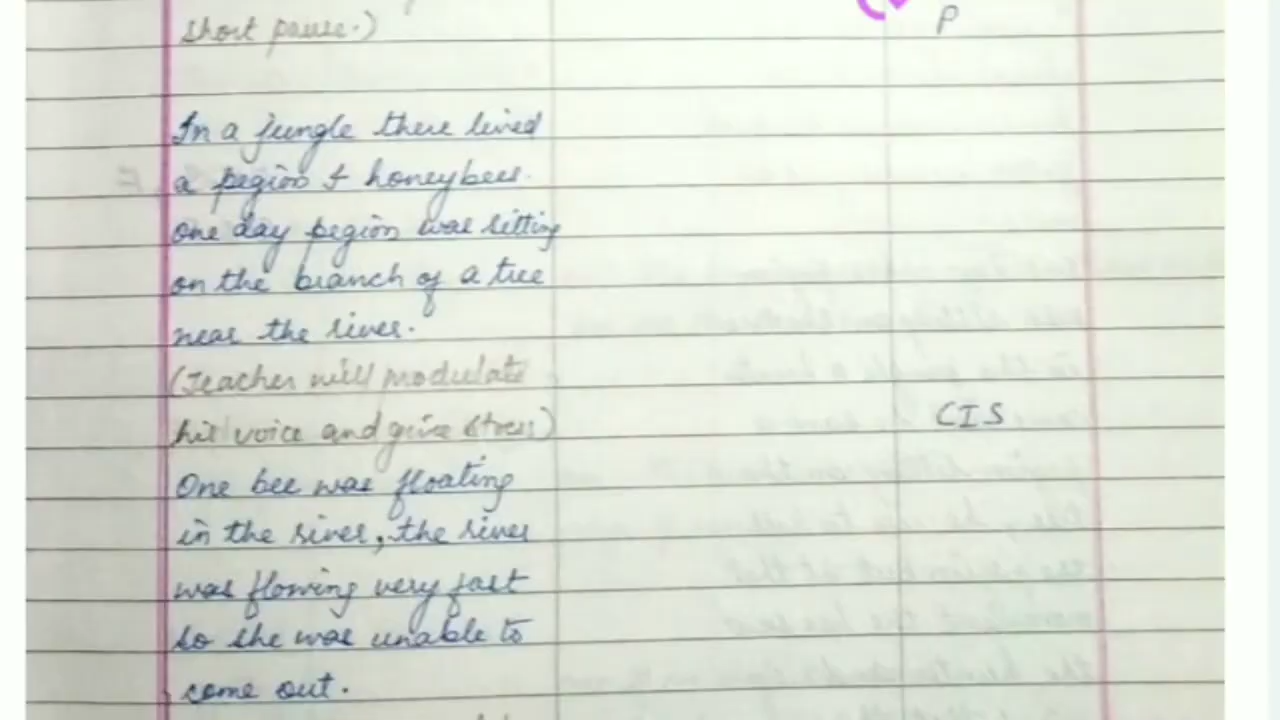 short pause.)
P
In a jungle there lived
a pegion & honeybees.
one day pegion was sitting
on the branch of a tree
near the river.
(Teacher will modulate
his voice and give stress)
CIS
One bee was floating
in the river, the river
was flowing very fast
so she was unable to
come out.